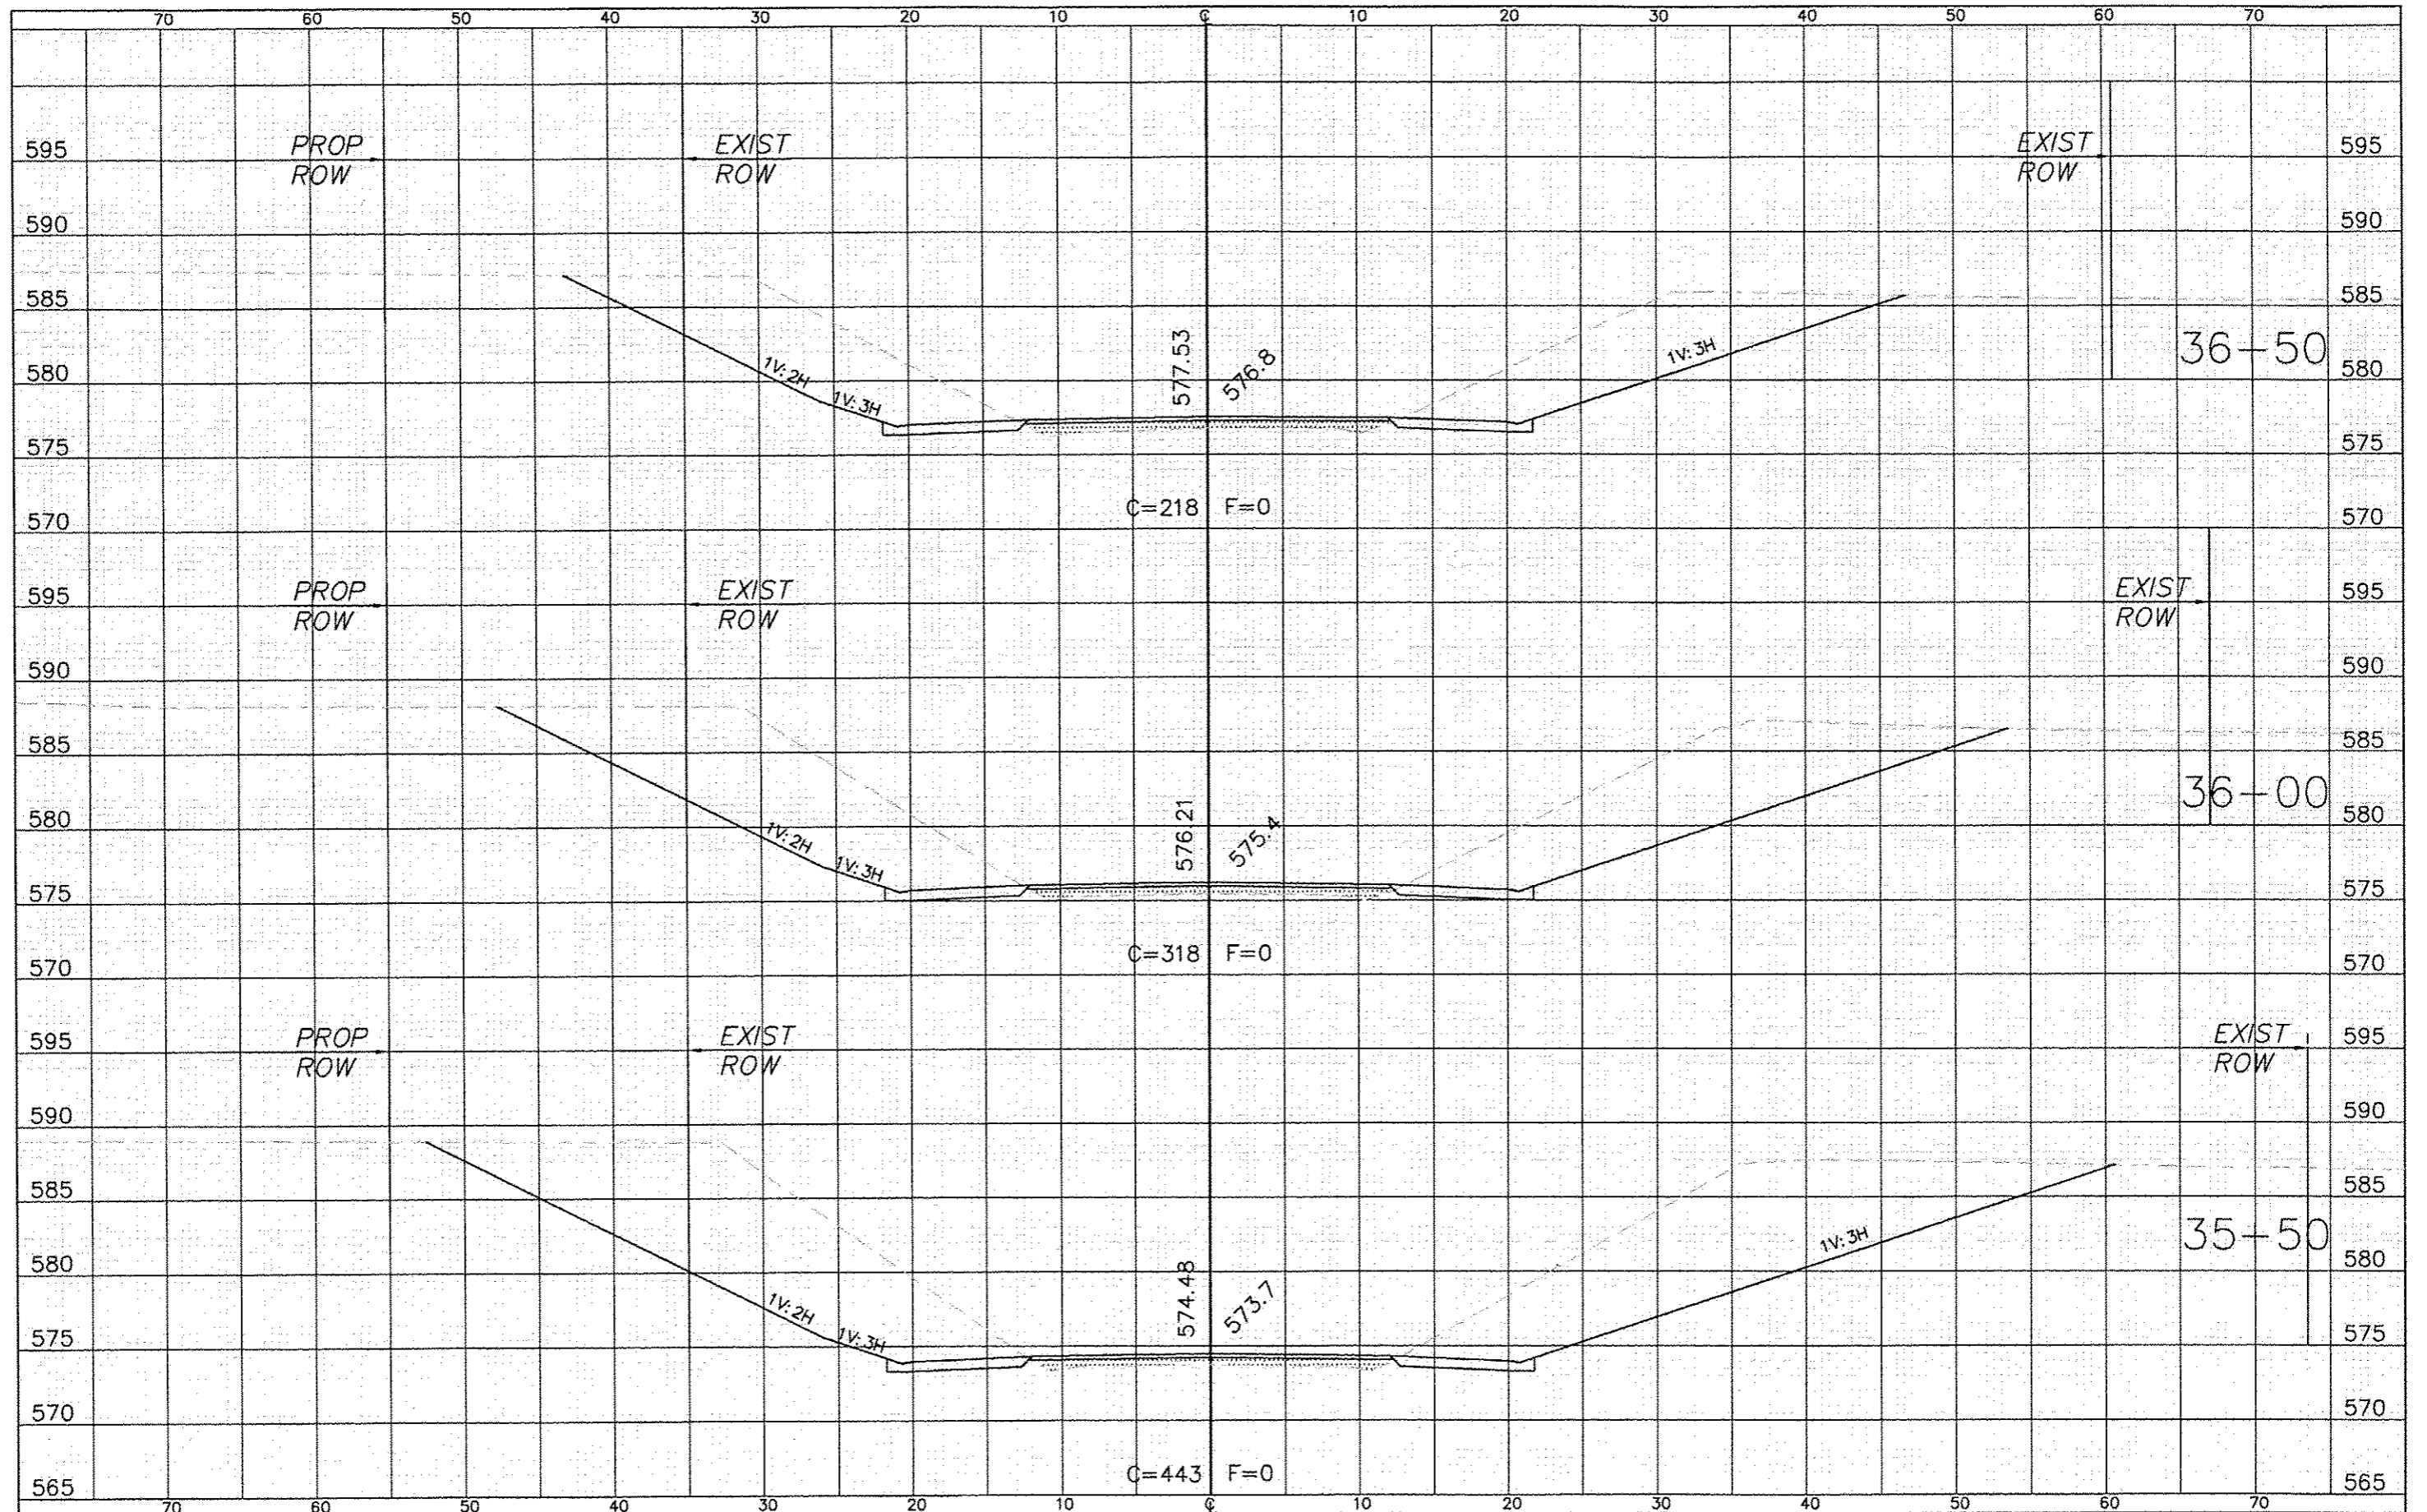 70 60 50 40 30 20 10 ℄ 10 20 30 40 50 60 70
PROP
ROW
EXIST
ROW
EXIST
ROW
595 595
590 590
585 585
577.53
576.8
36-50
1V:2H
1V:3H
1V:3H
580 580
575 575
C=218 F=0
570 570
PROP
ROW
EXIST
ROW
EXIST
ROW
595 595
590 590
585 585
576.21
575.4
36-00
1V:2H
1V:3H
580 580
575 575
C=318 F=0
570 570
PROP
ROW
EXIST
ROW
EXIST
ROW
595 595
590 590
585 585
574.48
573.7
35-50
1V:2H
1V:3H
1V:3H
580 580
575 575
570 570
C=443 F=0
565 565
70 60 50 40 30 20 10 ℄ 10 20 30 40 50 60 70